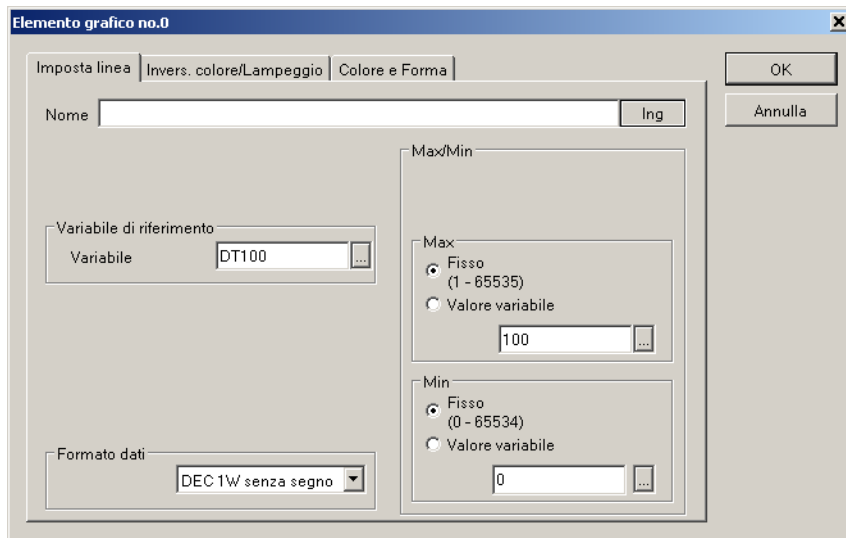 Elemento grafico no.0
Imposta linea
Invers. colore/Lampeggio
Colore e Forma
OK
Annulla
Nome
Ing
Max/Min
Variabile di riferimento
Variabile
DT100
...
Max
Fisso
(1 - 65535)
Valore variabile
100
...
Min
Fisso
(0 - 65534)
Valore variabile
0
...
Formato dati
DEC 1W senza segno